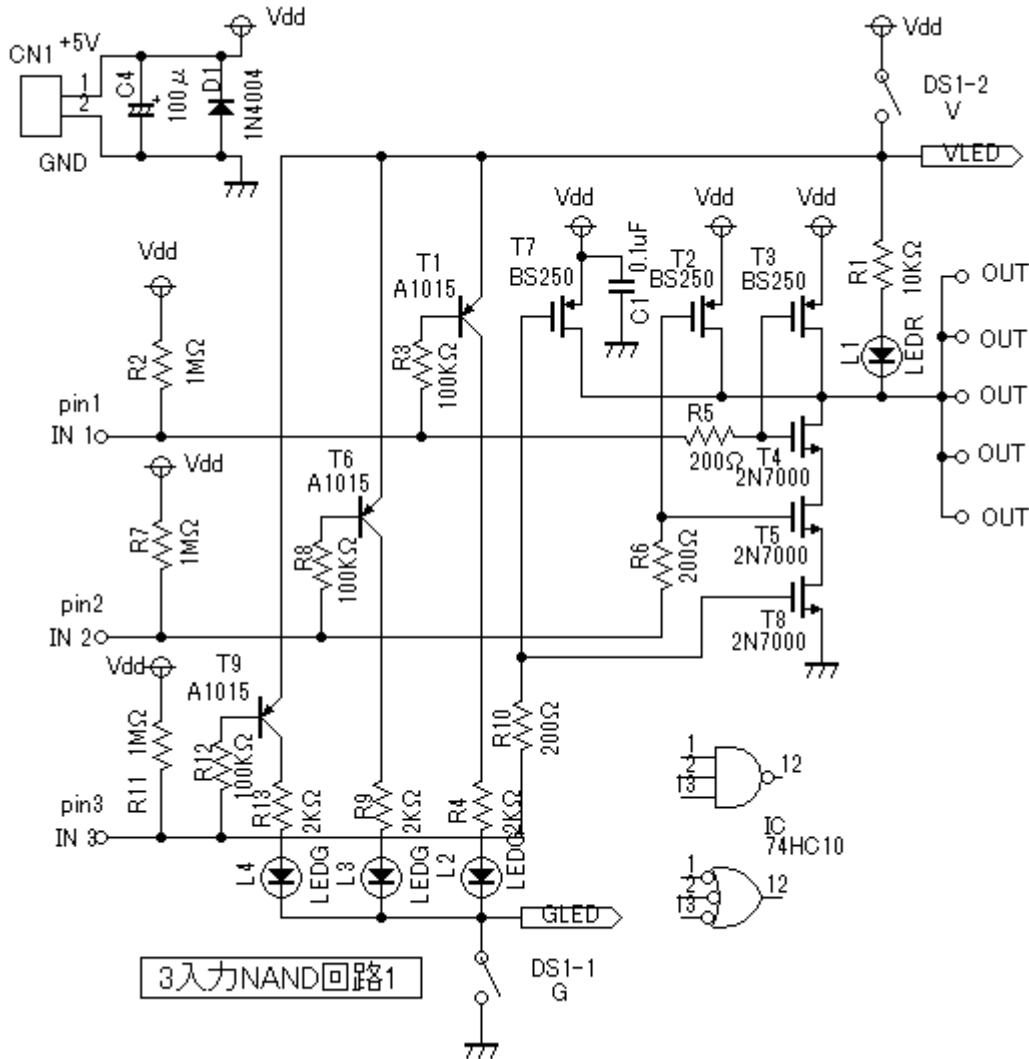 Vdd
CN1 +5V
1
2
C4
100μ
D1
1N4004
GND
Vdd
DS1-2
V
VLED
Vdd
R2
1MΩ
T1
A1015
R3
100KΩ
T7
BS250
Vdd
0.1uF
C1
Vdd
T2
BS250
Vdd
T3
BS250
R1
10KΩ
L1
LEDR
OUT
OUT
OUT
OUT
OUT
pin1
IN 1
R5
200Ω
T4
2N7000
Vdd
R7
1MΩ
T6
A1015
R8
100KΩ
R6
200Ω
T5
2N7000
T8
2N7000
pin2
IN 2
Vdd
R11
1MΩ
T9
A1015
R12
100KΩ
R10
200Ω
pin3
IN 3
R13
2KΩ
R9
2KΩ
R4
2KΩ
L4
LEDG
L3
LEDG
L2
LEDG
1
2
13
12
IC
74HC10
1
2
13
12
GLED
DS1-1
G
3入力NAND回路1